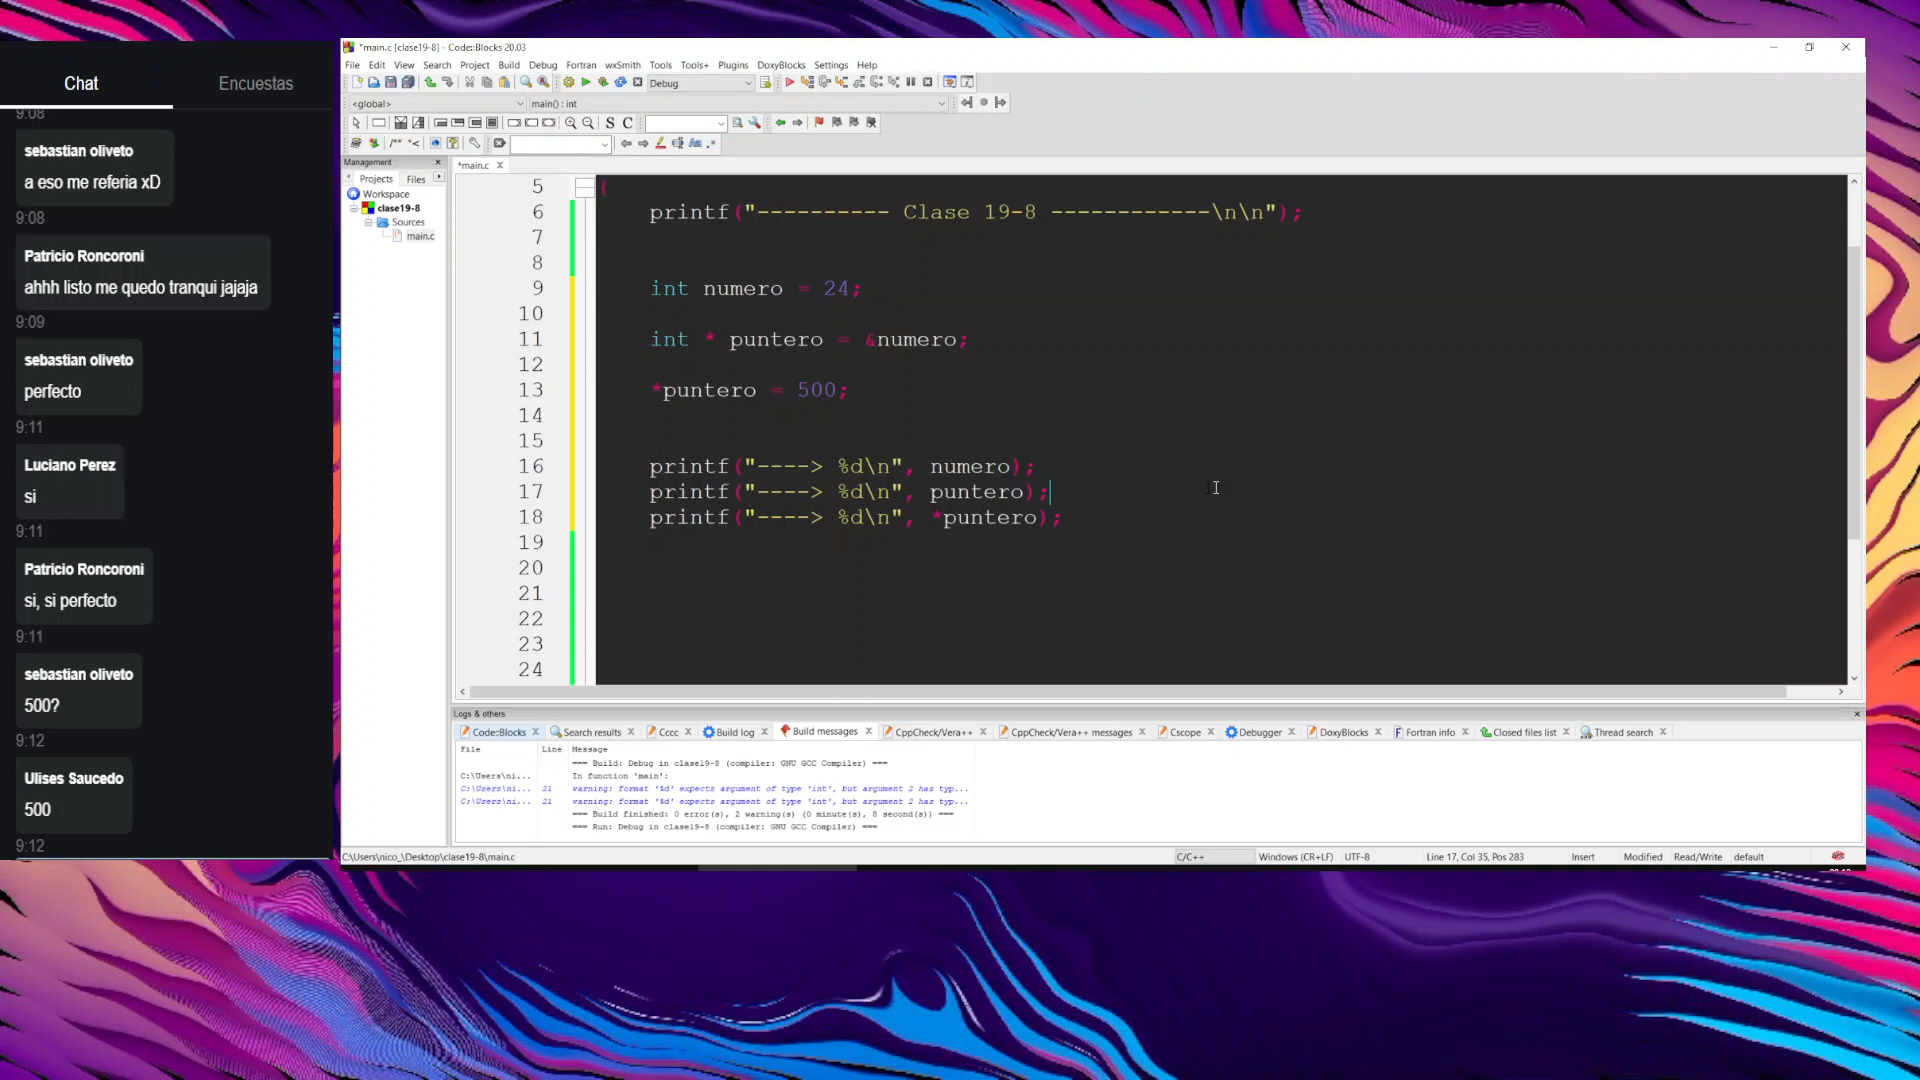 Chat
Encuestas
9:08
sebastian oliveto
a eso me referia xD
9:08
Patricio Roncoroni
ahhh listo me quedo tranqui jajaja
9:09
sebastian oliveto
perfecto
9:11
Luciano Perez
si
9:11
Patricio Roncoroni
si, si perfecto
9:11
sebastian oliveto
500?
9:12
Ulises Saucedo
500
9:12
*main.c [clase19-8] - Code::Blocks 20.03
File Edit View Search Project Build Debug Fortran wxSmith Tools Tools+ Plugins DoxyBlocks Settings Help
Debug
<global>
main() : int
S C
/** *<
Aa .*
Management
Projects Files
Workspace
clase19-8
Sources
main.c
*main.c
5 {
6 printf("---------- Clase 19-8 ------------\n\n");
7
8
9 int numero = 24;
10
11 int * puntero = &numero;
12
13 *puntero = 500;
14
15
16 printf("----> %d\n", numero);
17 printf("----> %d\n", puntero);
18 printf("----> %d\n", *puntero);
19
20
21
22
23
24
Logs & others
Code::Blocks Search results Cccc Build log Build messages CppCheck/Vera++ CppCheck/Vera++ messages Cscope Debugger DoxyBlocks Fortran info Closed files list Thread search
File Line Message
=== Build: Debug in clase19-8 (compiler: GNU GCC Compiler) ===
C:\Users\ni... In function 'main':
C:\Users\ni... 21 warning: format '%d' expects argument of type 'int', but argument 2 has typ...
C:\Users\ni... 21 warning: format '%d' expects argument of type 'int', but argument 2 has typ...
=== Build finished: 0 error(s), 2 warning(s) (0 minute(s), 8 second(s)) ===
=== Run: Debug in clase19-8 (compiler: GNU GCC Compiler) ===
C:\Users\nico_\Desktop\clase19-8\main.c
C/C++
Windows (CR+LF)
UTF-8
Line 17, Col 35, Pos 283
Insert
Modified
Read/Write
default